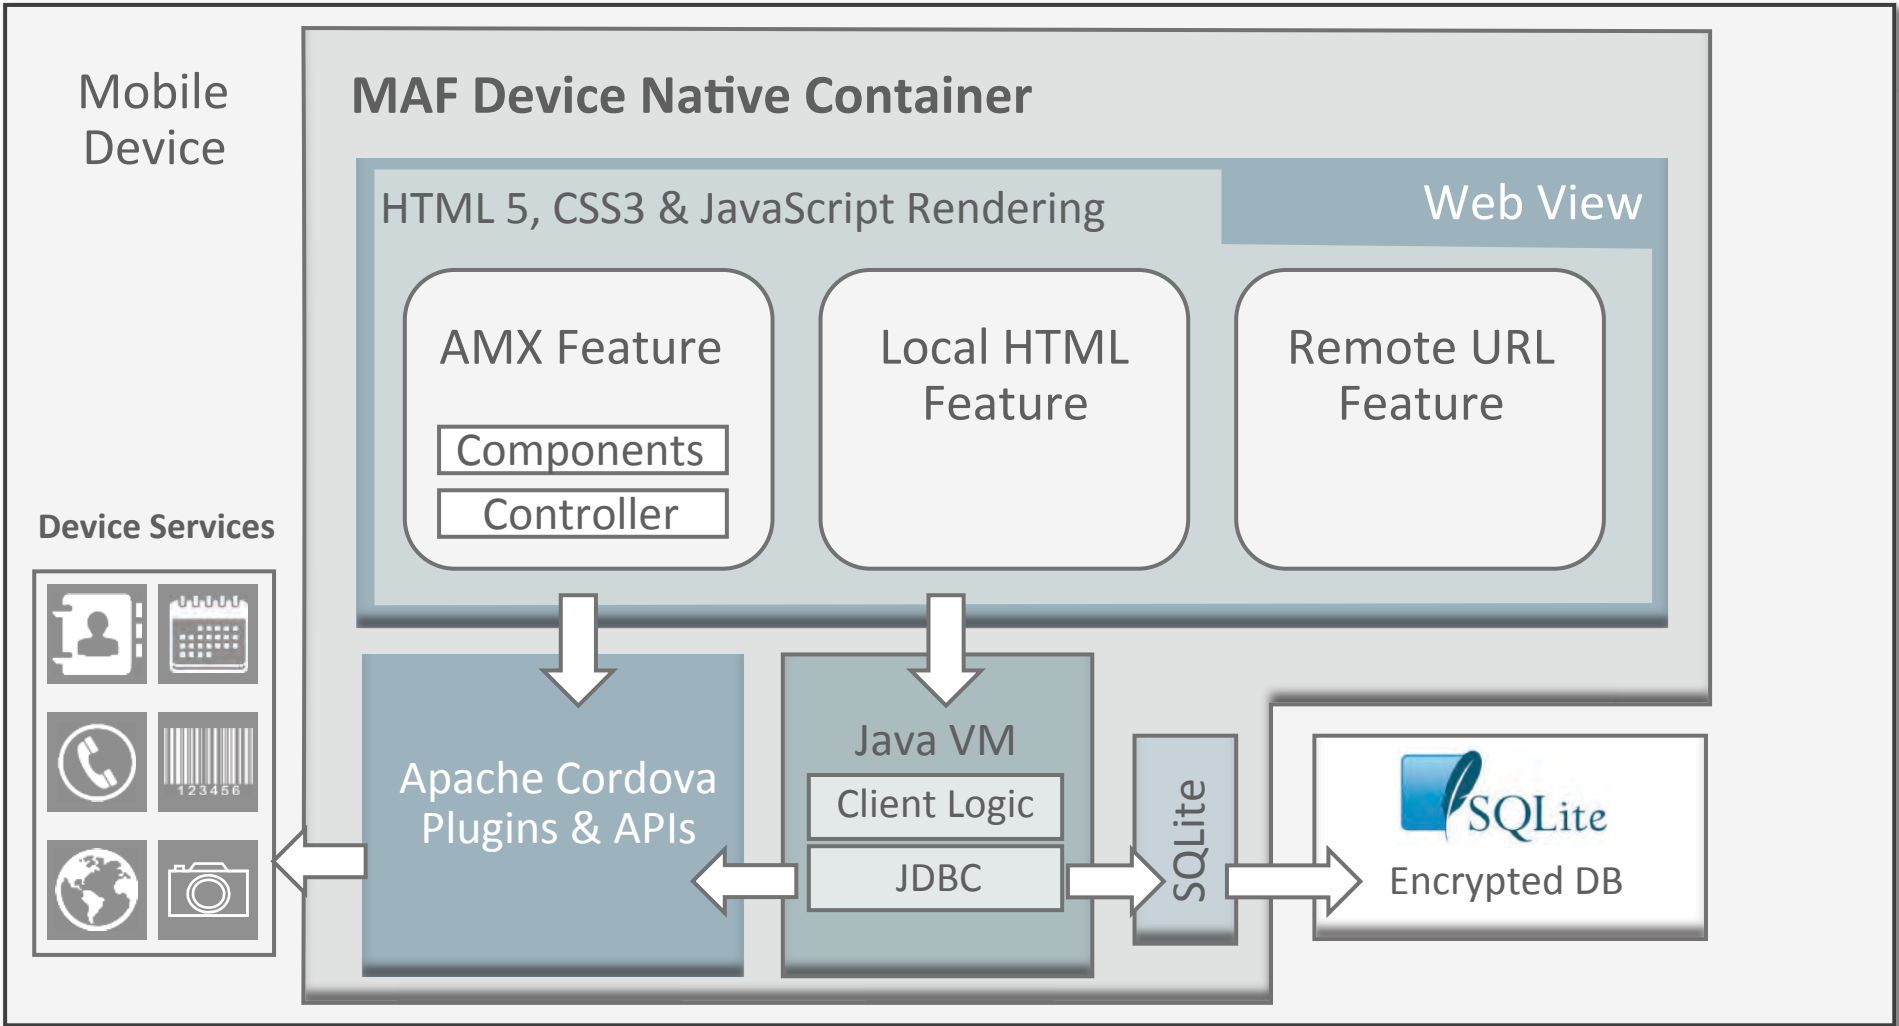 Mobile
Device
MAF Device Native Container
HTML 5, CSS3 & JavaScript Rendering
Web View
AMX Feature
Components
Controller
Local HTML
Feature
Remote URL
Feature
Device Services
123456
Apache Cordova
Plugins & APIs
Java VM
Client Logic
JDBC
SQLite
SQLite
Encrypted DB